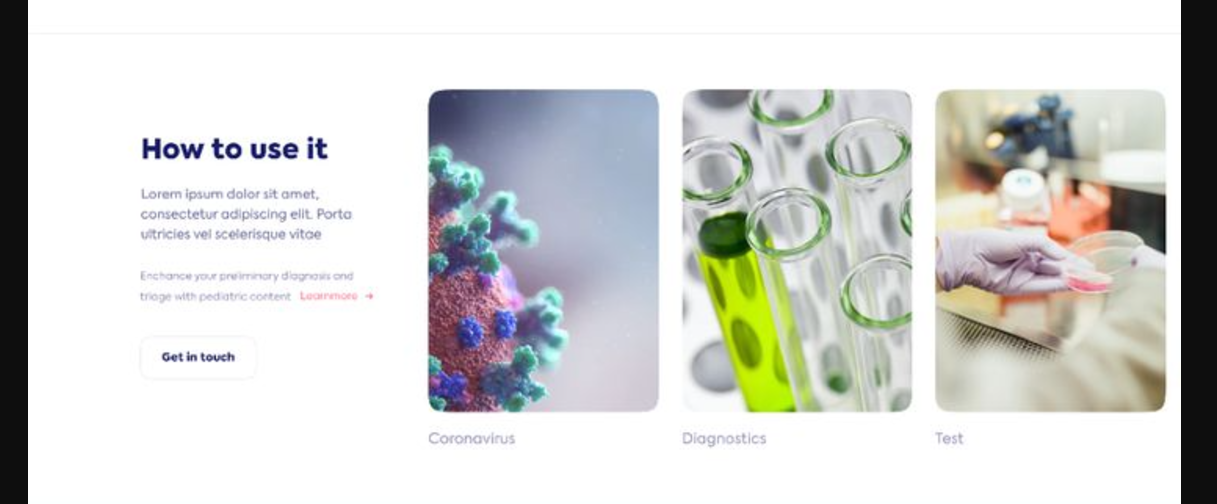 How to use it
Lorem ipsum dolor sit amet,
consectetur adipiscing elit. Porta
ultricies vel scelerisque vitae
Enchance your preliminary diagnosis and
triage with pediatric content Learnmore →
Get in touch
Coronavirus
Diagnostics
Test